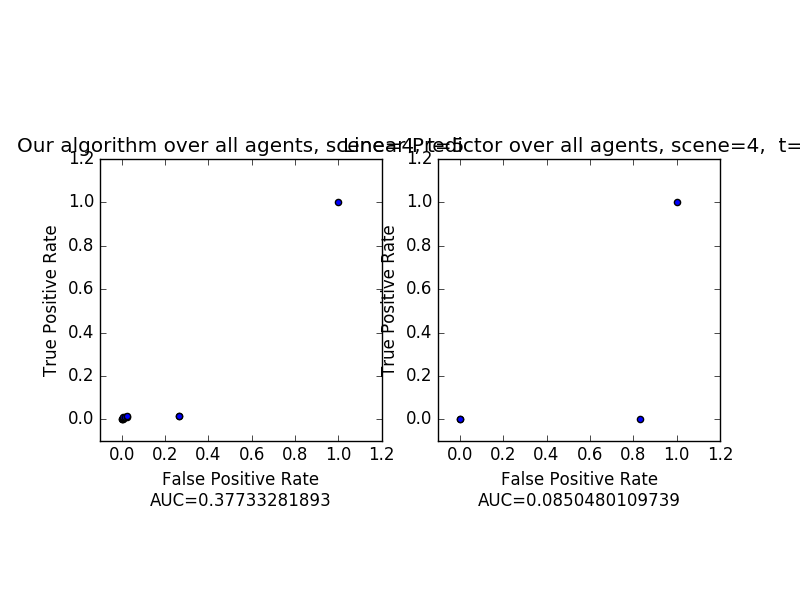 Our algorithm over all agents, scene=4, t=5
Linear Predictor over all agents, scene=4,  t=
1.2
1.0
0.8
0.6
0.4
0.2
0.0
True Positive Rate
0.0 0.2 0.4 0.6 0.8 1.0 1.2
False Positive Rate
AUC=0.37733281893
1.2
1.0
0.8
0.6
0.4
0.2
0.0
True Positive Rate
0.0 0.2 0.4 0.6 0.8 1.0 1.2
False Positive Rate
AUC=0.0850480109739